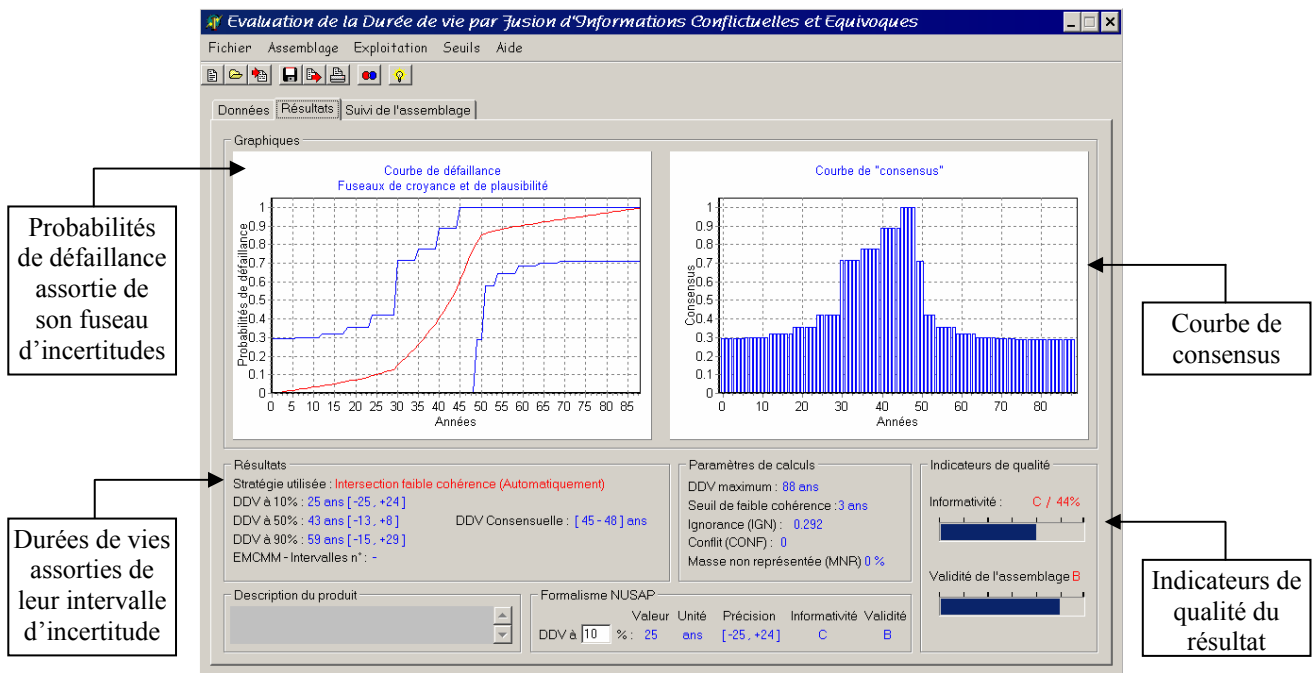 Evaluation de la Durée de vie par Fusion d'Informations Conflictuelles et Equivoques
Fichier Assemblage Exploitation Seuils Aide
Données Résultats Suivi de l'assemblage
Graphiques
Courbe de défaillance
Fuseaux de croyance et de plausibilité
Probabilités de défaillance
1
0.9
0.8
0.7
0.6
0.5
0.4
0.3
0.2
0.1
0
0 5 10 15 20 25 30 35 40 45 50 55 60 65 70 75 80 85
Années
Courbe de "consensus"
Consensus
1
0.9
0.8
0.7
0.6
0.5
0.4
0.3
0.2
0.1
0
0 10 20 30 40 50 60 70 80
Années
Probabilités
de défaillance
assortie de
son fuseau
d'incertitudes
Courbe de
consensus
Résultats
Stratégie utilisée : Intersection faible cohérence (Automatiquement)
DDV à 10% : 25 ans [ -25 , +24 ]
DDV à 50% : 43 ans [ -13 , +8 ] DDV Consensuelle : [ 45 - 48 ] ans
DDV à 90% : 59 ans [ -15 , +29 ]
EMCMM - Intervalles n° : -
Paramètres de calculs
DDV maximum : 88 ans
Seuil de faible cohérence : 3 ans
Ignorance (IGN) : 0.292
Conflit (CONF) : 0
Masse non représentée (MNR) 0 %
Indicateurs de qualité
Informativité : C / 44%
Validité de l'assemblage B
Description du produit
Formalisme NUSAP
Valeur Unité Précision Informativité Validité
DDV à 10 % : 25 ans [ -25 , +24 ] C B
Durées de vies
assorties de
leur intervalle
d'incertitude
Indicateurs de
qualité du
résultat